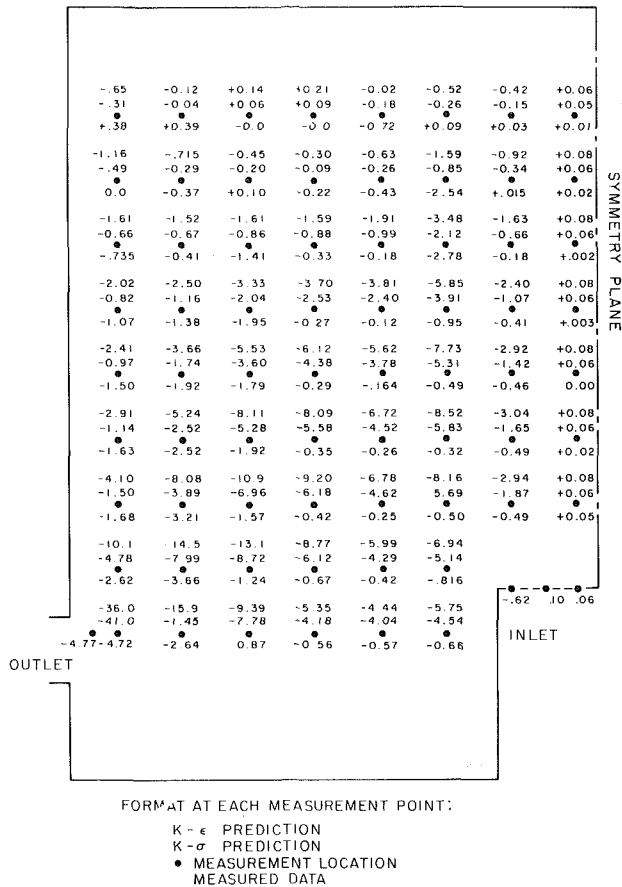 -.65 -0.12 +0.14 +0.21 -0.02 -0.52 -0.42 +0.06
-.31 -0.04 +0.06 +0.09 -0.18 -0.26 -0.15 +0.05
+.38 +0.39 -0.0 -0.0 -0.72 +0.09 +0.03 +0.01
-1.16 -.715 -0.45 -0.30 -0.63 -1.59 -0.92 +0.08
-.49 -0.29 -0.20 -0.09 -0.26 -0.85 -0.34 +0.06
0.0 -0.37 +0.10 -0.22 -0.43 -2.54 +.015 +0.02
-1.61 -1.52 -1.61 -1.59 -1.91 -3.48 -1.63 +0.08
-0.66 -0.67 -0.86 -0.88 -0.99 -2.12 -0.66 +0.06
-.735 -0.41 -1.41 -0.33 -0.18 -2.78 -0.18 +.002
-2.02 -2.50 -3.33 -3.70 -3.81 -5.85 -2.40 +0.08
-0.82 -1.16 -2.04 -2.53 -2.40 -3.91 -1.07 +0.06
-1.07 -1.38 -1.95 -0.27 -0.12 -0.95 -0.41 +.003
-2.41 -3.66 -5.53 -6.12 -5.62 -7.73 -2.92 +0.08
-0.97 -1.74 -3.60 -4.38 -3.78 -5.31 -1.42 +0.06
-1.50 -1.92 -1.79 -0.29 -.164 -0.49 -0.46 0.00
-2.91 -5.24 -8.11 -8.09 -6.72 -8.52 -3.04 +0.08
-1.14 -2.52 -5.28 -5.58 -4.52 -5.83 -1.65 +0.06
-1.63 -2.52 -1.92 -0.35 -0.26 -0.32 -0.49 +0.02
-4.10 -8.08 -10.9 -9.20 -6.78 -8.16 -2.94 +0.08
-1.50 -3.89 -6.96 -6.18 -4.62 5.69 -1.87 +0.06
-1.68 -3.21 -1.57 -0.42 -0.25 -0.50 -0.49 +0.05
-10.1 -14.5 -13.1 -8.77 -5.99 -6.94
-4.78 -7.99 -8.72 -6.12 -4.29 -5.14
-2.62 -3.66 -1.24 -0.67 -0.42 -.816
-.62 .10 .06
-36.0 -15.9 -9.39 -5.35 -4.44 -5.75
-41.0 -1.45 -7.78 -4.18 -4.04 -4.54
-4.77 -4.72 -2.64 0.87 -0.56 -0.57 -0.66
SYMMETRY PLANE
INLET
OUTLET
FORMAT AT EACH MEASUREMENT POINT:
K-ϵ PREDICTION
K-σ PREDICTION
● MEASUREMENT LOCATION
MEASURED DATA